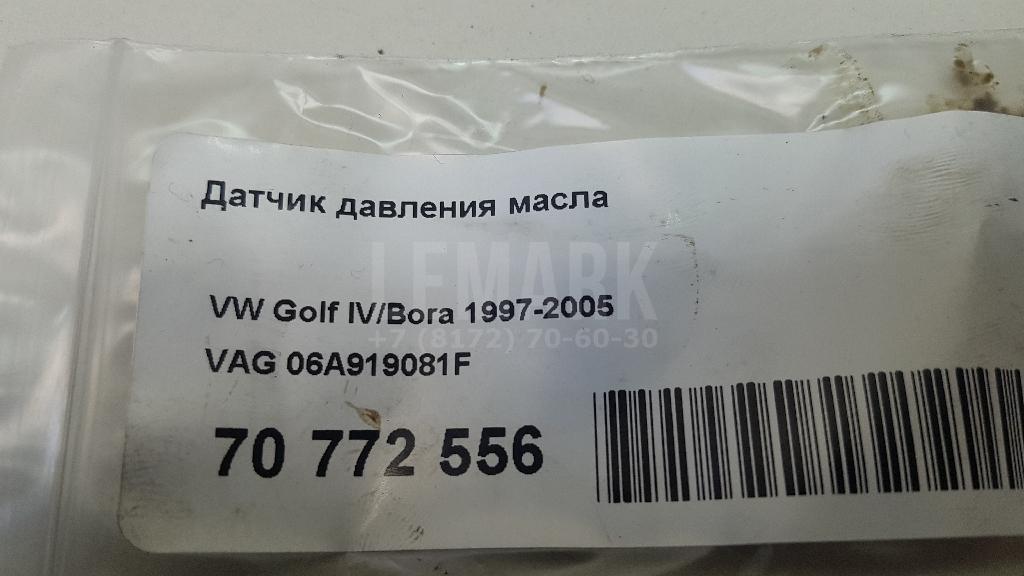 Датчик давления масла
LEMARK
VW Golf IV/Bora 1997-2005
+7 (8172) 70-60-30
VAG 06A919081F
70 772 556